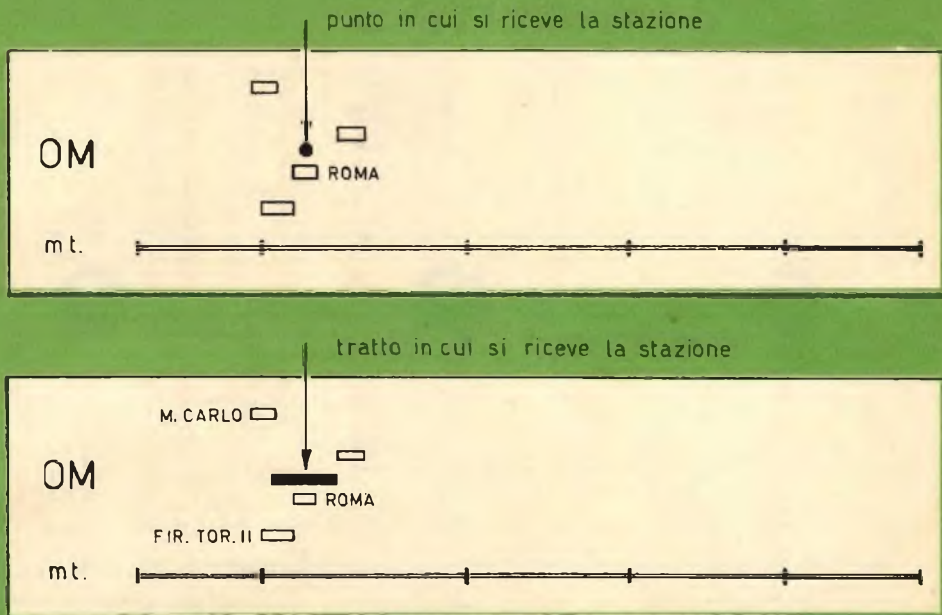 punto in cui si riceve la stazione
OM
ROMA
mt.
tratto in cui si riceve la stazione
M. CARLO
OM
ROMA
FIR. TOR. II
mt.